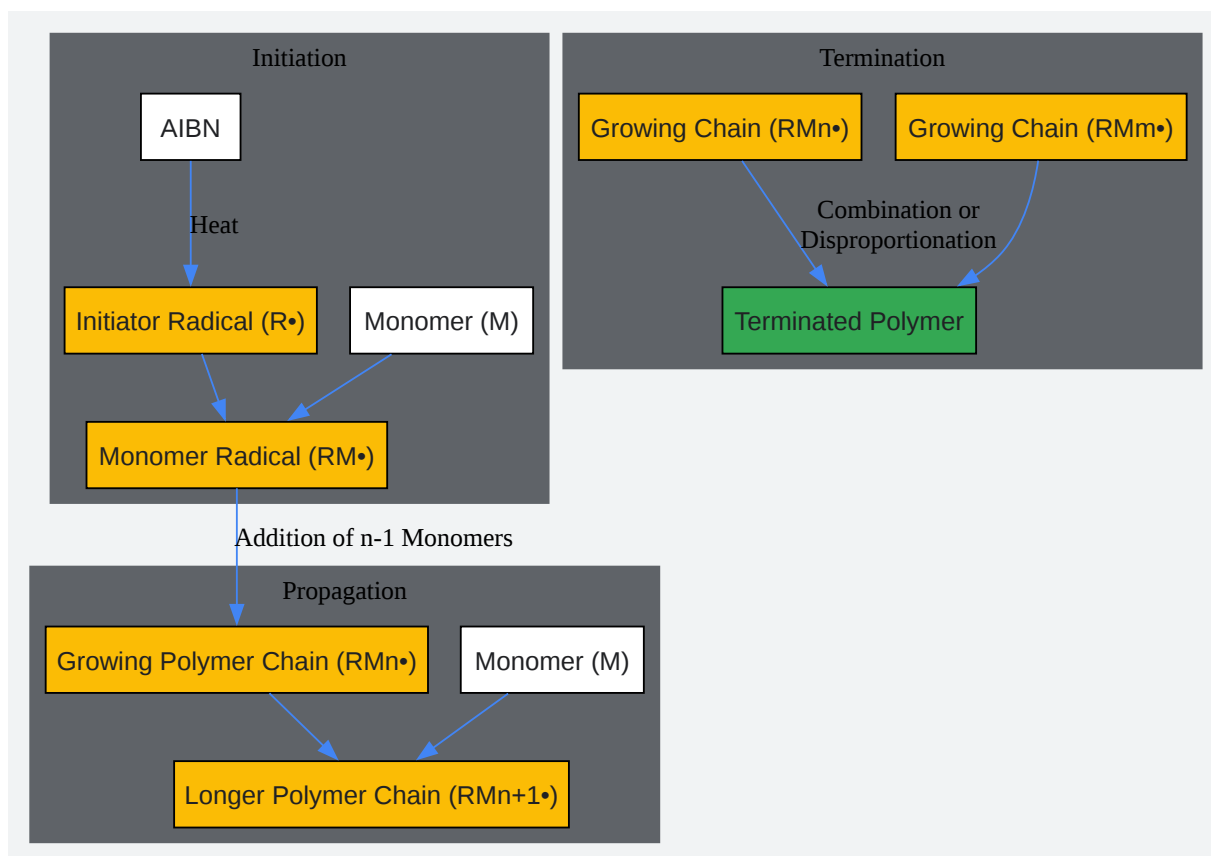 Initiation
AIBN
Heat
Initiator Radical (R•)
Monomer (M)
Monomer Radical (RM•)
Addition of n-1 Monomers
Propagation
Growing Polymer Chain (RMn•)
Monomer (M)
Longer Polymer Chain (RMn+1•)
Termination
Growing Chain (RMn•)
Growing Chain (RMm•)
Combination or
Disproportionation
Terminated Polymer